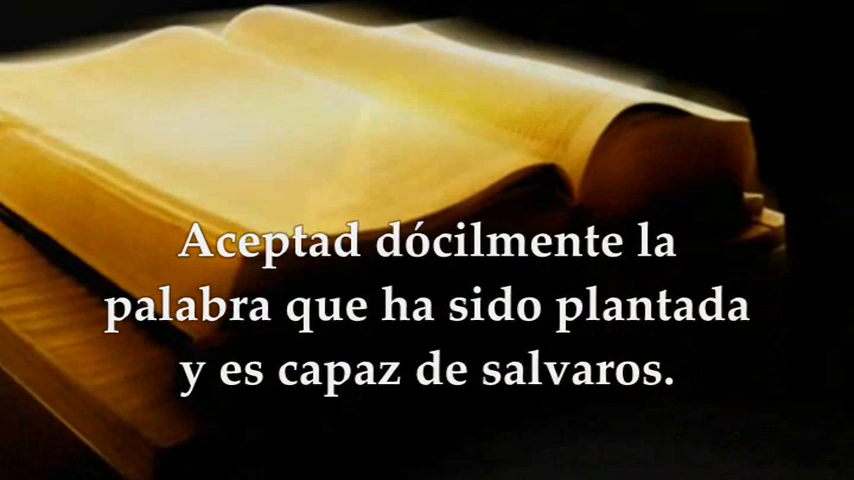 Aceptad dócilmente la
palabra que ha sido plantada
y es capaz de salvaros.